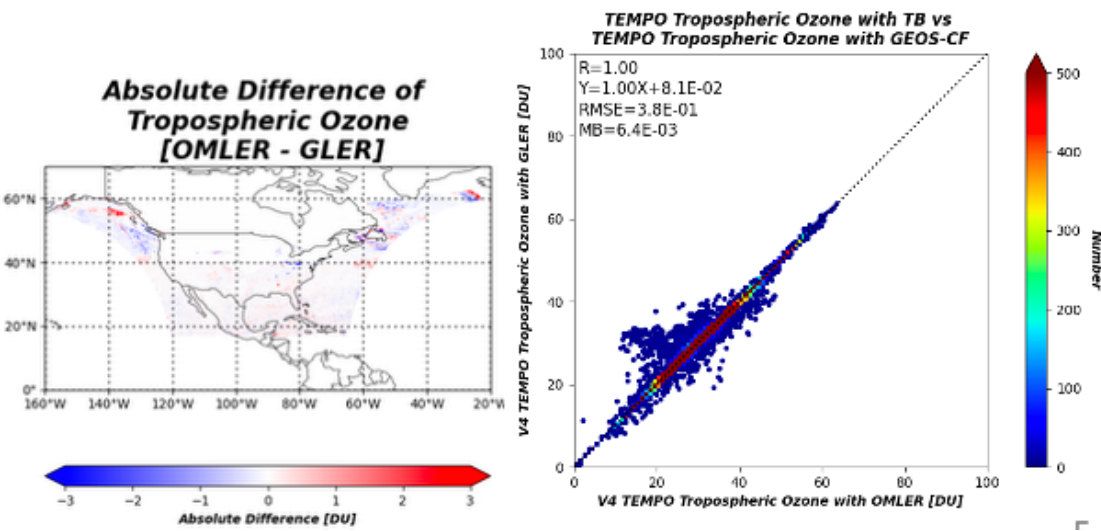 Absolute Difference of
Tropospheric Ozone
[OMLER - GLER]
60°N
40°N
20°N
0°
160°W 140°W 120°W 100°W 80°W 60°W 40°W 20°W
−3 −2 −1 0 1 2 3
Absolute Difference [DU]
TEMPO Tropospheric Ozone with TB vs
TEMPO Tropospheric Ozone with GEOS-CF
R=1.00
Y=1.00X+8.1E-02
RMSE=3.8E-01
MB=6.4E-03
V4 TEMPO Tropospheric Ozone with GLER [DU]
100
80
60
40
20
0
0 20 40 60 80 100
V4 TEMPO Tropospheric Ozone with OMLER [DU]
500
400
300
200
100
0
Number